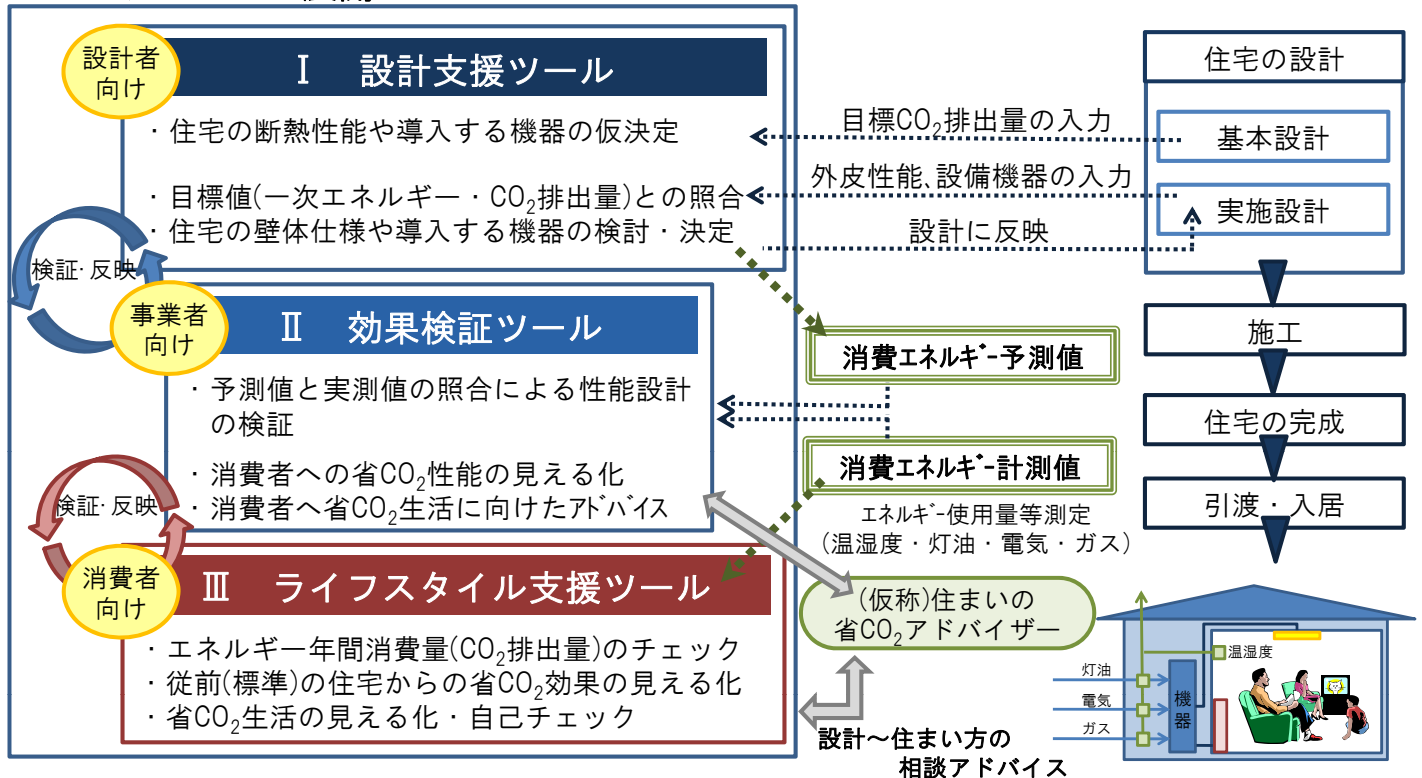 設計者
向け
Ⅰ 設計支援ツール
・住宅の断熱性能や導入する機器の仮決定
・目標値(一次エネルギー・CO₂排出量)との照合
・住宅の壁体仕様や導入する機器の検討・決定
検証・反映
事業者
向け
Ⅱ 効果検証ツール
・予測値と実測値の照合による性能設計
の検証
・消費者への省CO₂性能の見える化
・消費者へ省CO₂生活に向けたアドバイス
検証・反映
消費者
向け
Ⅲ ライフスタイル支援ツール
・エネルギー年間消費量(CO₂排出量)のチェック
・従前(標準)の住宅からの省CO₂効果の見える化
・省CO₂生活の見える化・自己チェック
目標CO₂排出量の入力
外皮性能、設備機器の入力
設計に反映
消費エネルギー予測値
消費エネルギー計測値
エネルギー使用量等測定
(温湿度・灯油・電気・ガス)
(仮称)住まいの
省CO₂アドバイザー
設計～住まい方の
相談アドバイス
住宅の設計
基本設計
実施設計
施工
住宅の完成
引渡・入居
温湿度
灯油
電気
ガス
機
器